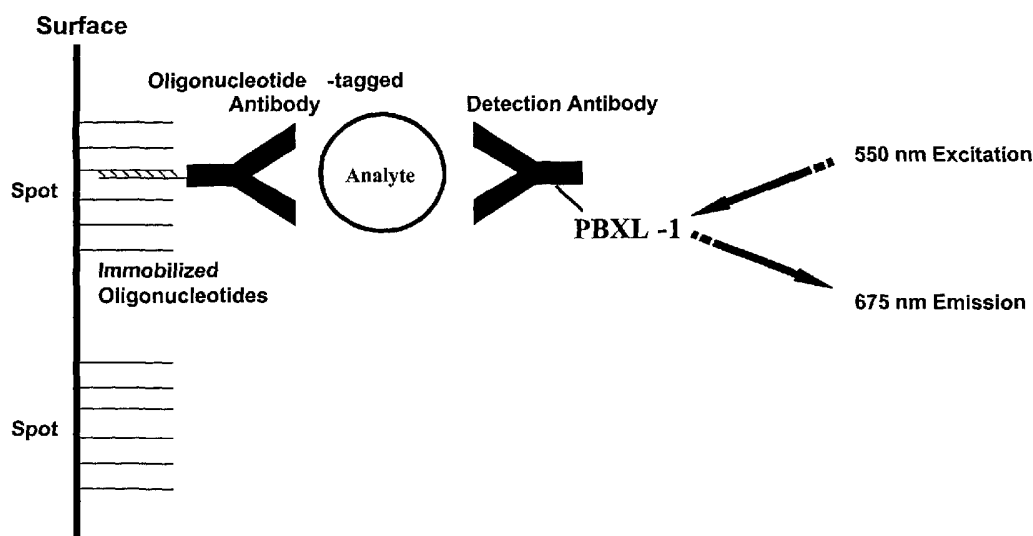 Surface
Oligonucleotide -tagged
Antibody
Detection Antibody
550 nm Excitation
Analyte
Spot
PBXL -1
Immobilized
Oligonucleotides
675 nm Emission
Spot